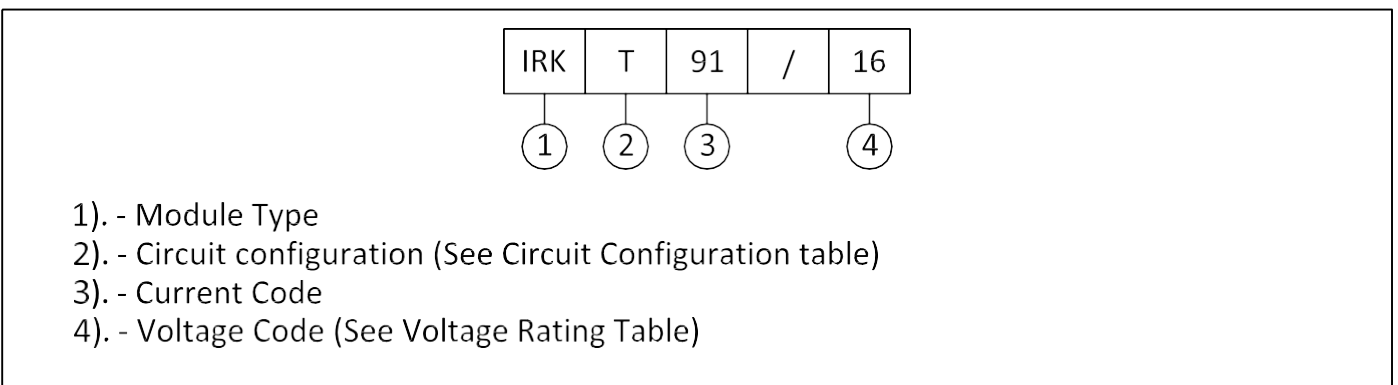 IRK T 91 / 16
1 2 3 4
1). - Module Type
2). - Circuit configuration (See Circuit Configuration table)
3). - Current Code
4). - Voltage Code (See Voltage Rating Table)